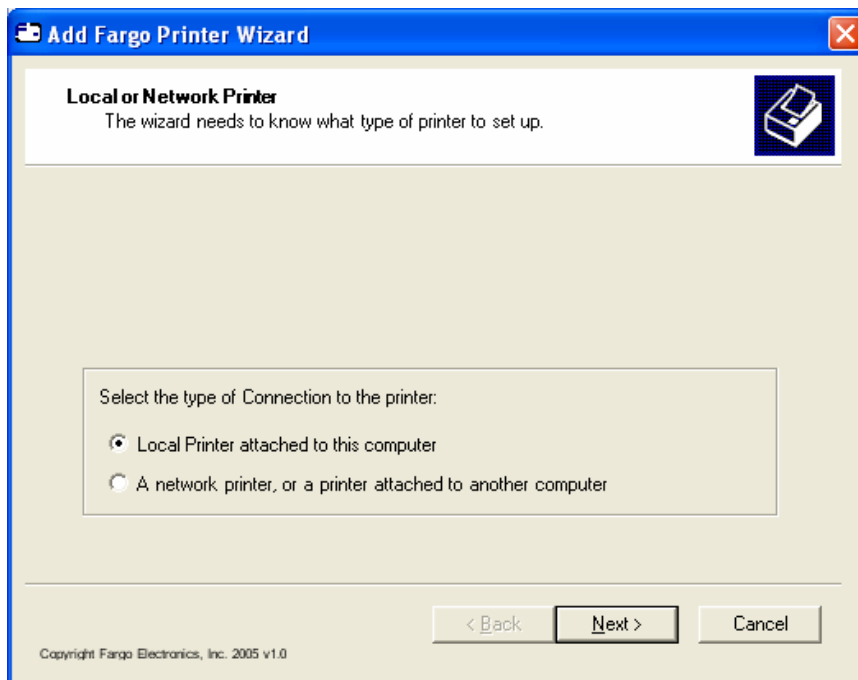 Add Fargo Printer Wizard
Local or Network Printer
The wizard needs to know what type of printer to set up.
Select the type of Connection to the printer:
Local Printer attached to this computer
A network printer, or a printer attached to another computer
< Back Next > Cancel
Copyright Fargo Electronics, Inc. 2005 v1.0